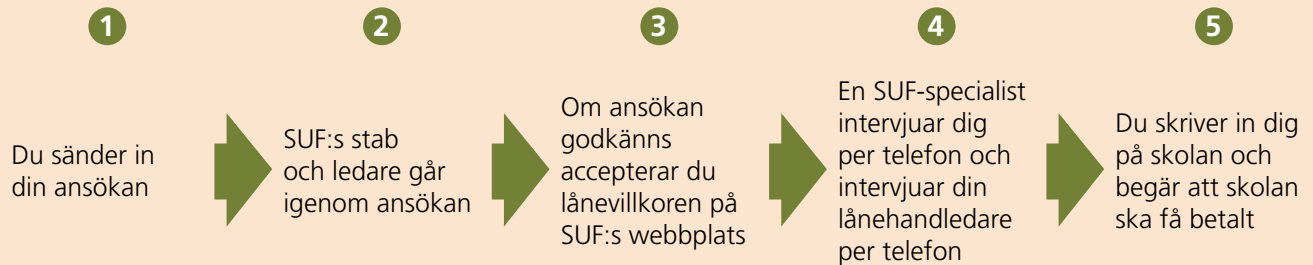 1
Du sänder in
din ansökan
2
SUF:s stab
och ledare går
igenom ansökan
3
Om ansökan
godkänns
accepterar du
lånevillkoren på
SUF:s webbplats
4
En SUF-specialist
intervjuar dig
per telefon och
intervjuar din
lånehandledare
per telefon
5
Du skriver in dig
på skolan och
begär att skolan
ska få betalt